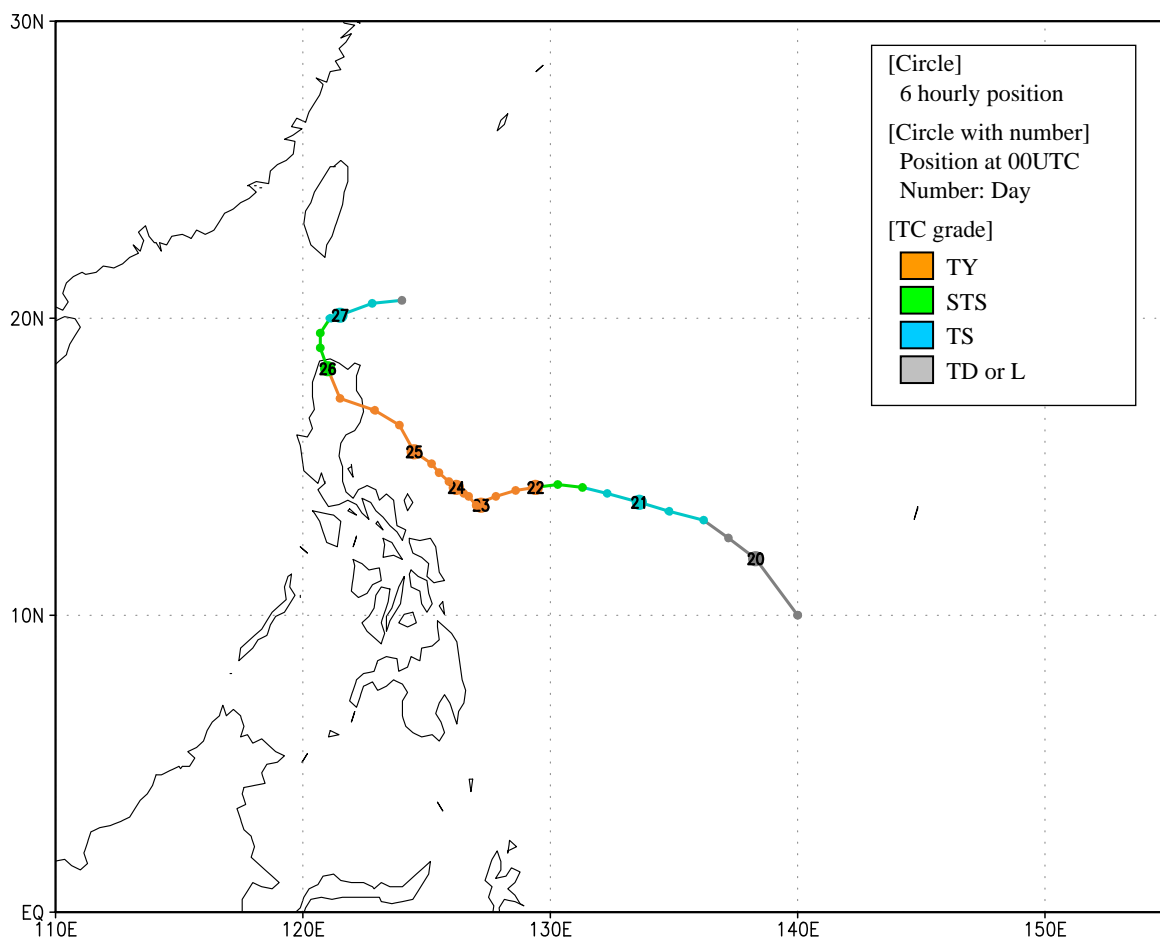 30N
[Circle]
6 hourly position
[Circle with number]
Position at 00UTC
Number: Day
[TC grade]
TY
STS
TS
TD or L
20N
27
26
25
24
23
22
21
20
10N
EQ
110E
120E
130E
140E
150E